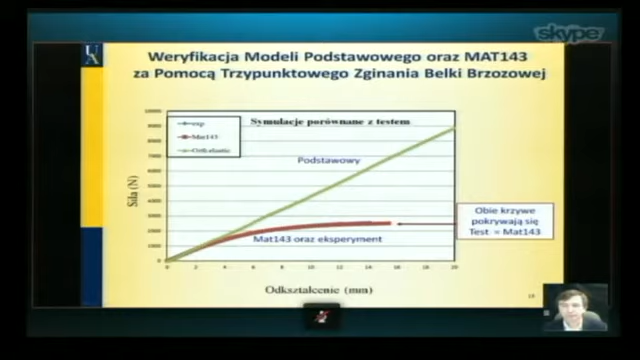 skype
UA
Weryfikacja Modeli Podstawowego oraz MAT143
za Pomocą Trzypunktowego Zginania Belki Brzozowej
Symulacje porównane z testem
exp
Mat143
Podstawowy
Siła (N)
10000
9000
8000
7000
6000
5000
4000
3000
2000
1000
0
Obie krzywe
pokrywają się
Test = Mat143
Mat143 oraz eksperyment
0 2 4 6 8 10 12 14 16 18 20
Odkształcenie (mm)